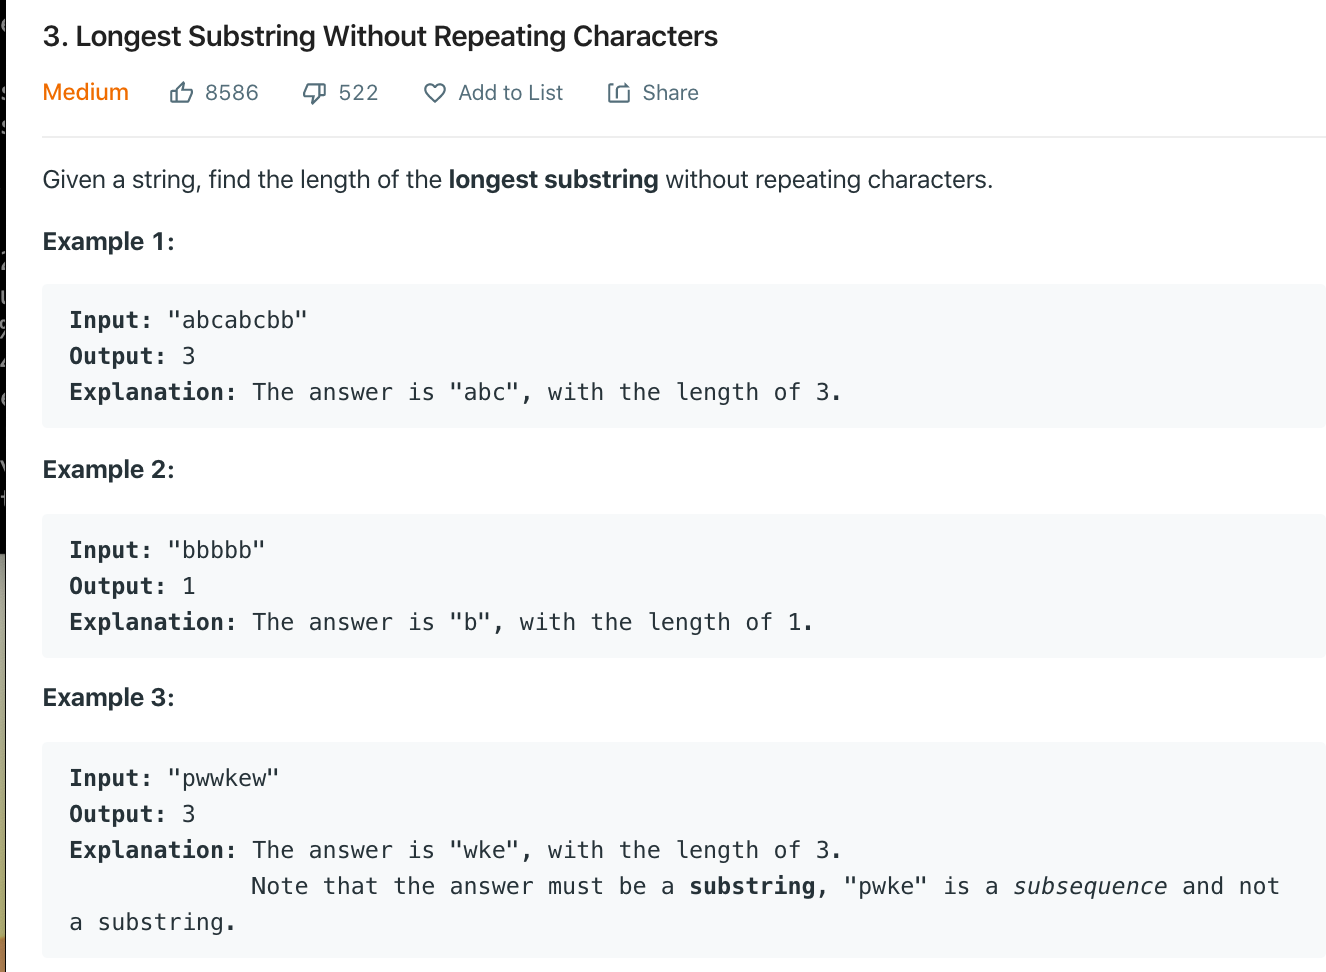 3. Longest Substring Without Repeating Characters
Medium 8586 522 Add to List Share
Given a string, find the length of the longest substring without repeating characters.
Example 1:
Input: "abcabcbb"
Output: 3
Explanation: The answer is "abc", with the length of 3.
Example 2:
Input: "bbbbb"
Output: 1
Explanation: The answer is "b", with the length of 1.
Example 3:
Input: "pwwkew"
Output: 3
Explanation: The answer is "wke", with the length of 3.
Note that the answer must be a substring, "pwke" is a subsequence and not
a substring.